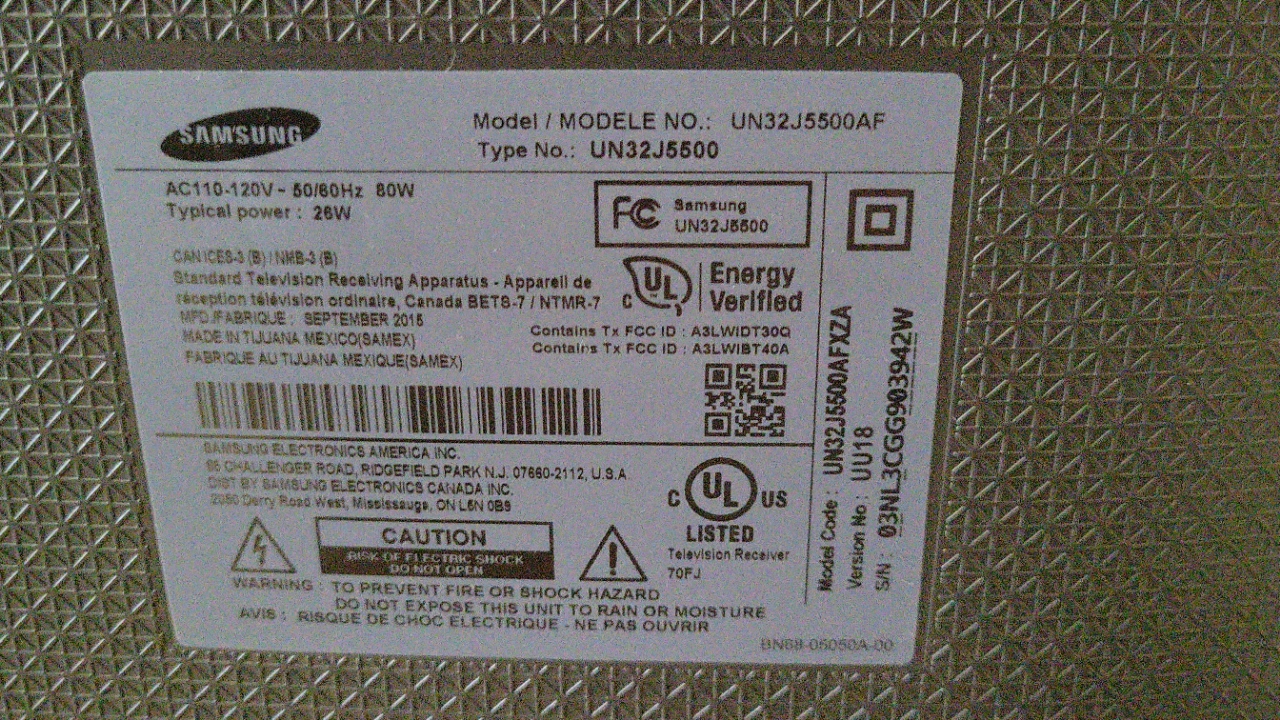 SAMSUNG
Model / MODELE NO.: UN32J5500AF
Type No.: UN32J5500
AC110-120V~ 50/60Hz 80W
Typical power : 26W
FC Samsung
UN32J5500
CAN ICES-3 (B) / NMB-3 (B)
Standard Television Receiving Apparatus - Appareil de
réception télévision ordinaire, Canada BETS-7 / NTMR-7
MFD./FABRIQUE : SEPTEMBER 2015
MADE IN TIJUANA MEXICO(SAMEX)
FABRIQUE AU TIJUANA MEXIQUE(SAMEX)
C UL Energy
Verified
Contains Tx FCC ID : A3LWIDT30Q
Contains Tx FCC ID : A3LWIBT40A
SAMSUNG ELECTRONICS AMERICA INC.
85 CHALLENGER ROAD, RIDGEFIELD PARK N.J. 07660-2112, U.S.A.
DIST BY SAMSUNG ELECTRONICS CANADA INC.
2050 Derry Road West, Mississauga, ON L5N 0B9
C UL US
LISTED
Television Receiver
70FJ
CAUTION
RISK OF ELECTRIC SHOCK
DO NOT OPEN
WARNING : TO PREVENT FIRE OR SHOCK HAZARD
DO NOT EXPOSE THIS UNIT TO RAIN OR MOISTURE
AVIS : RISQUE DE CHOC ELECTRIQUE - NE PAS OUVRIR
BN68-05050A-00
Model Code : UN32J5500AFXZA
Version No.: UU18
S/N : 03NL3CGG903942W